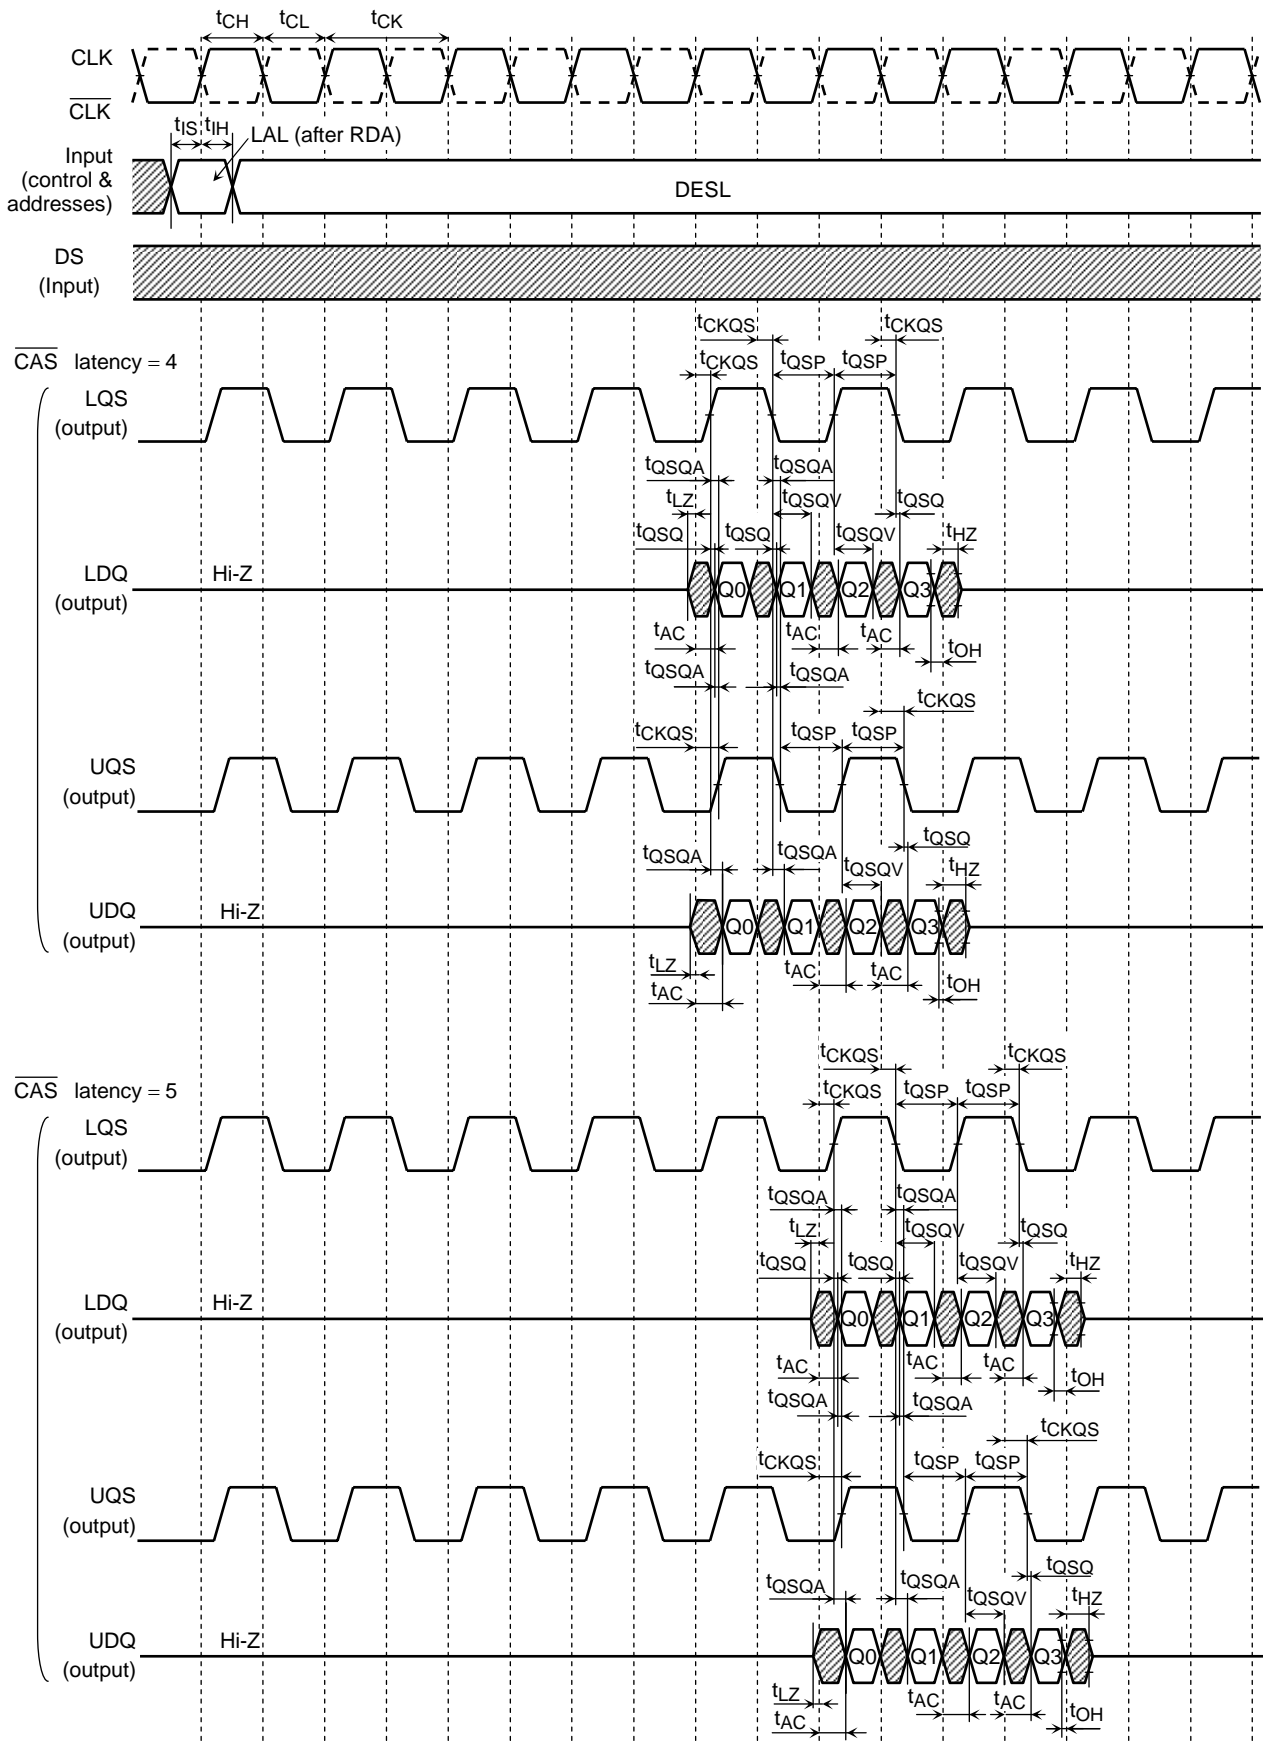 tCH tCL tCK
CLK
CLK
tIS tIH LAL (after RDA)
Input
(control &
addresses)
DESL
DS
(Input)
tCKQS tCKQS
CAS latency = 4
tCKQS tQSP tQSP
LQS
(output)
tQSQA tQSQA
tLZ tQSQV tQSQ
tQSQ tQSQ tQSQV tHZ
LDQ
(output)
Hi-Z
Q0 Q1 Q2 Q3
tAC tAC tAC
tOH
tQSQA tQSQA
tCKQS
tCKQS tQSP tQSP
UQS
(output)
tQSQ
tQSQA tQSQA
tQSQV tHZ
UDQ
(output)
Hi-Z
Q0 Q1 Q2 Q3
tLZ tAC tAC tOH
tAC
tCKQS tCKQS
CAS latency = 5
tCKQS tQSP tQSP
LQS
(output)
tQSQA tQSQA
tLZ tQSQV tQSQ
tQSQ tQSQ tQSQV tHZ
LDQ
(output)
Hi-Z
Q0 Q1 Q2 Q3
tAC tAC tAC
tOH
tQSQA tQSQA
tCKQS
tCKQS tQSP tQSP
UQS
(output)
tQSQ
tQSQA tQSQA
tQSQV tHZ
UDQ
(output)
Hi-Z
Q0 Q1 Q2 Q3
tLZ tAC tAC tOH
tAC